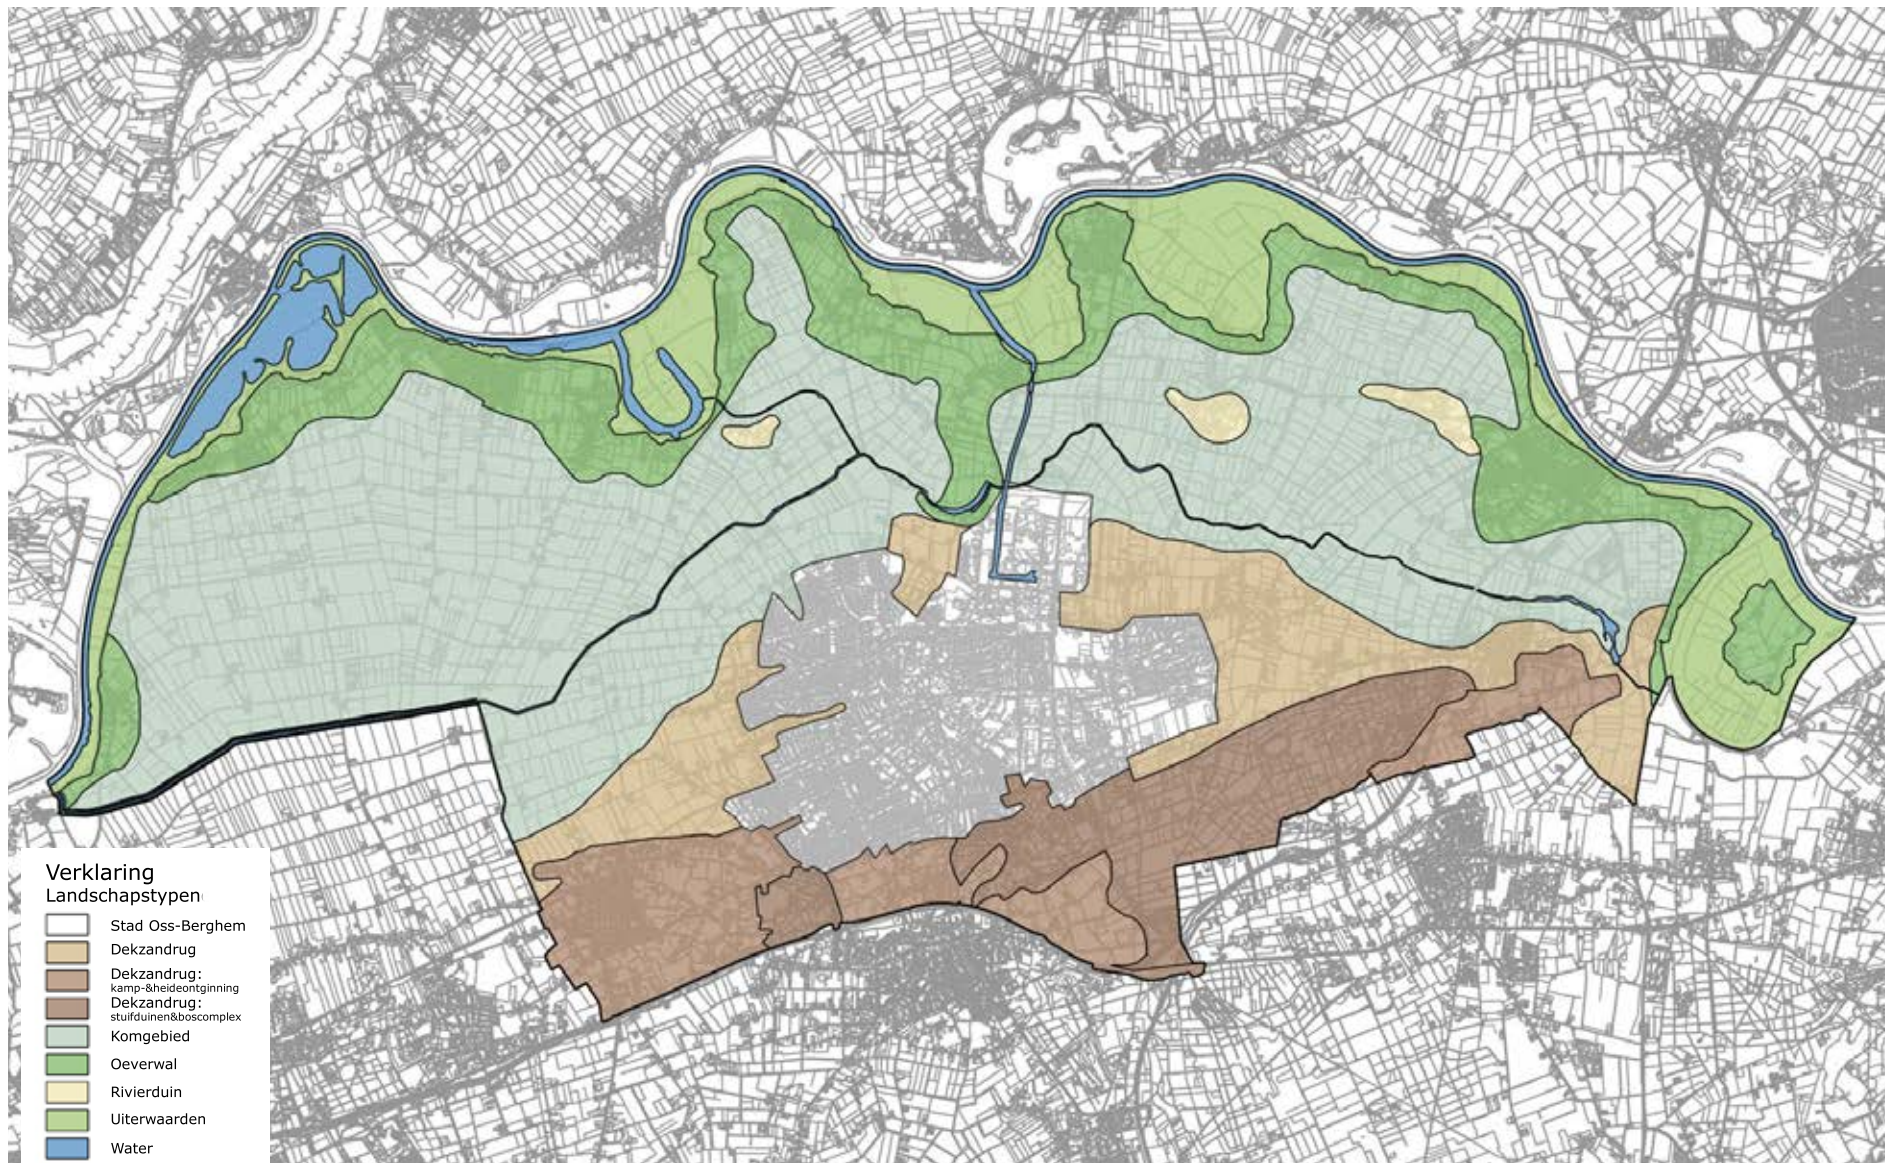 Verklaring
Landschapstypen
Stad Oss-Berghem
Dekzandrug
Dekzandrug:
kamp-&heideontginning
Dekzandrug:
stuifduinen&boscomplex
Komgebied
Oeverwal
Rivierduin
Uiterwaarden
Water